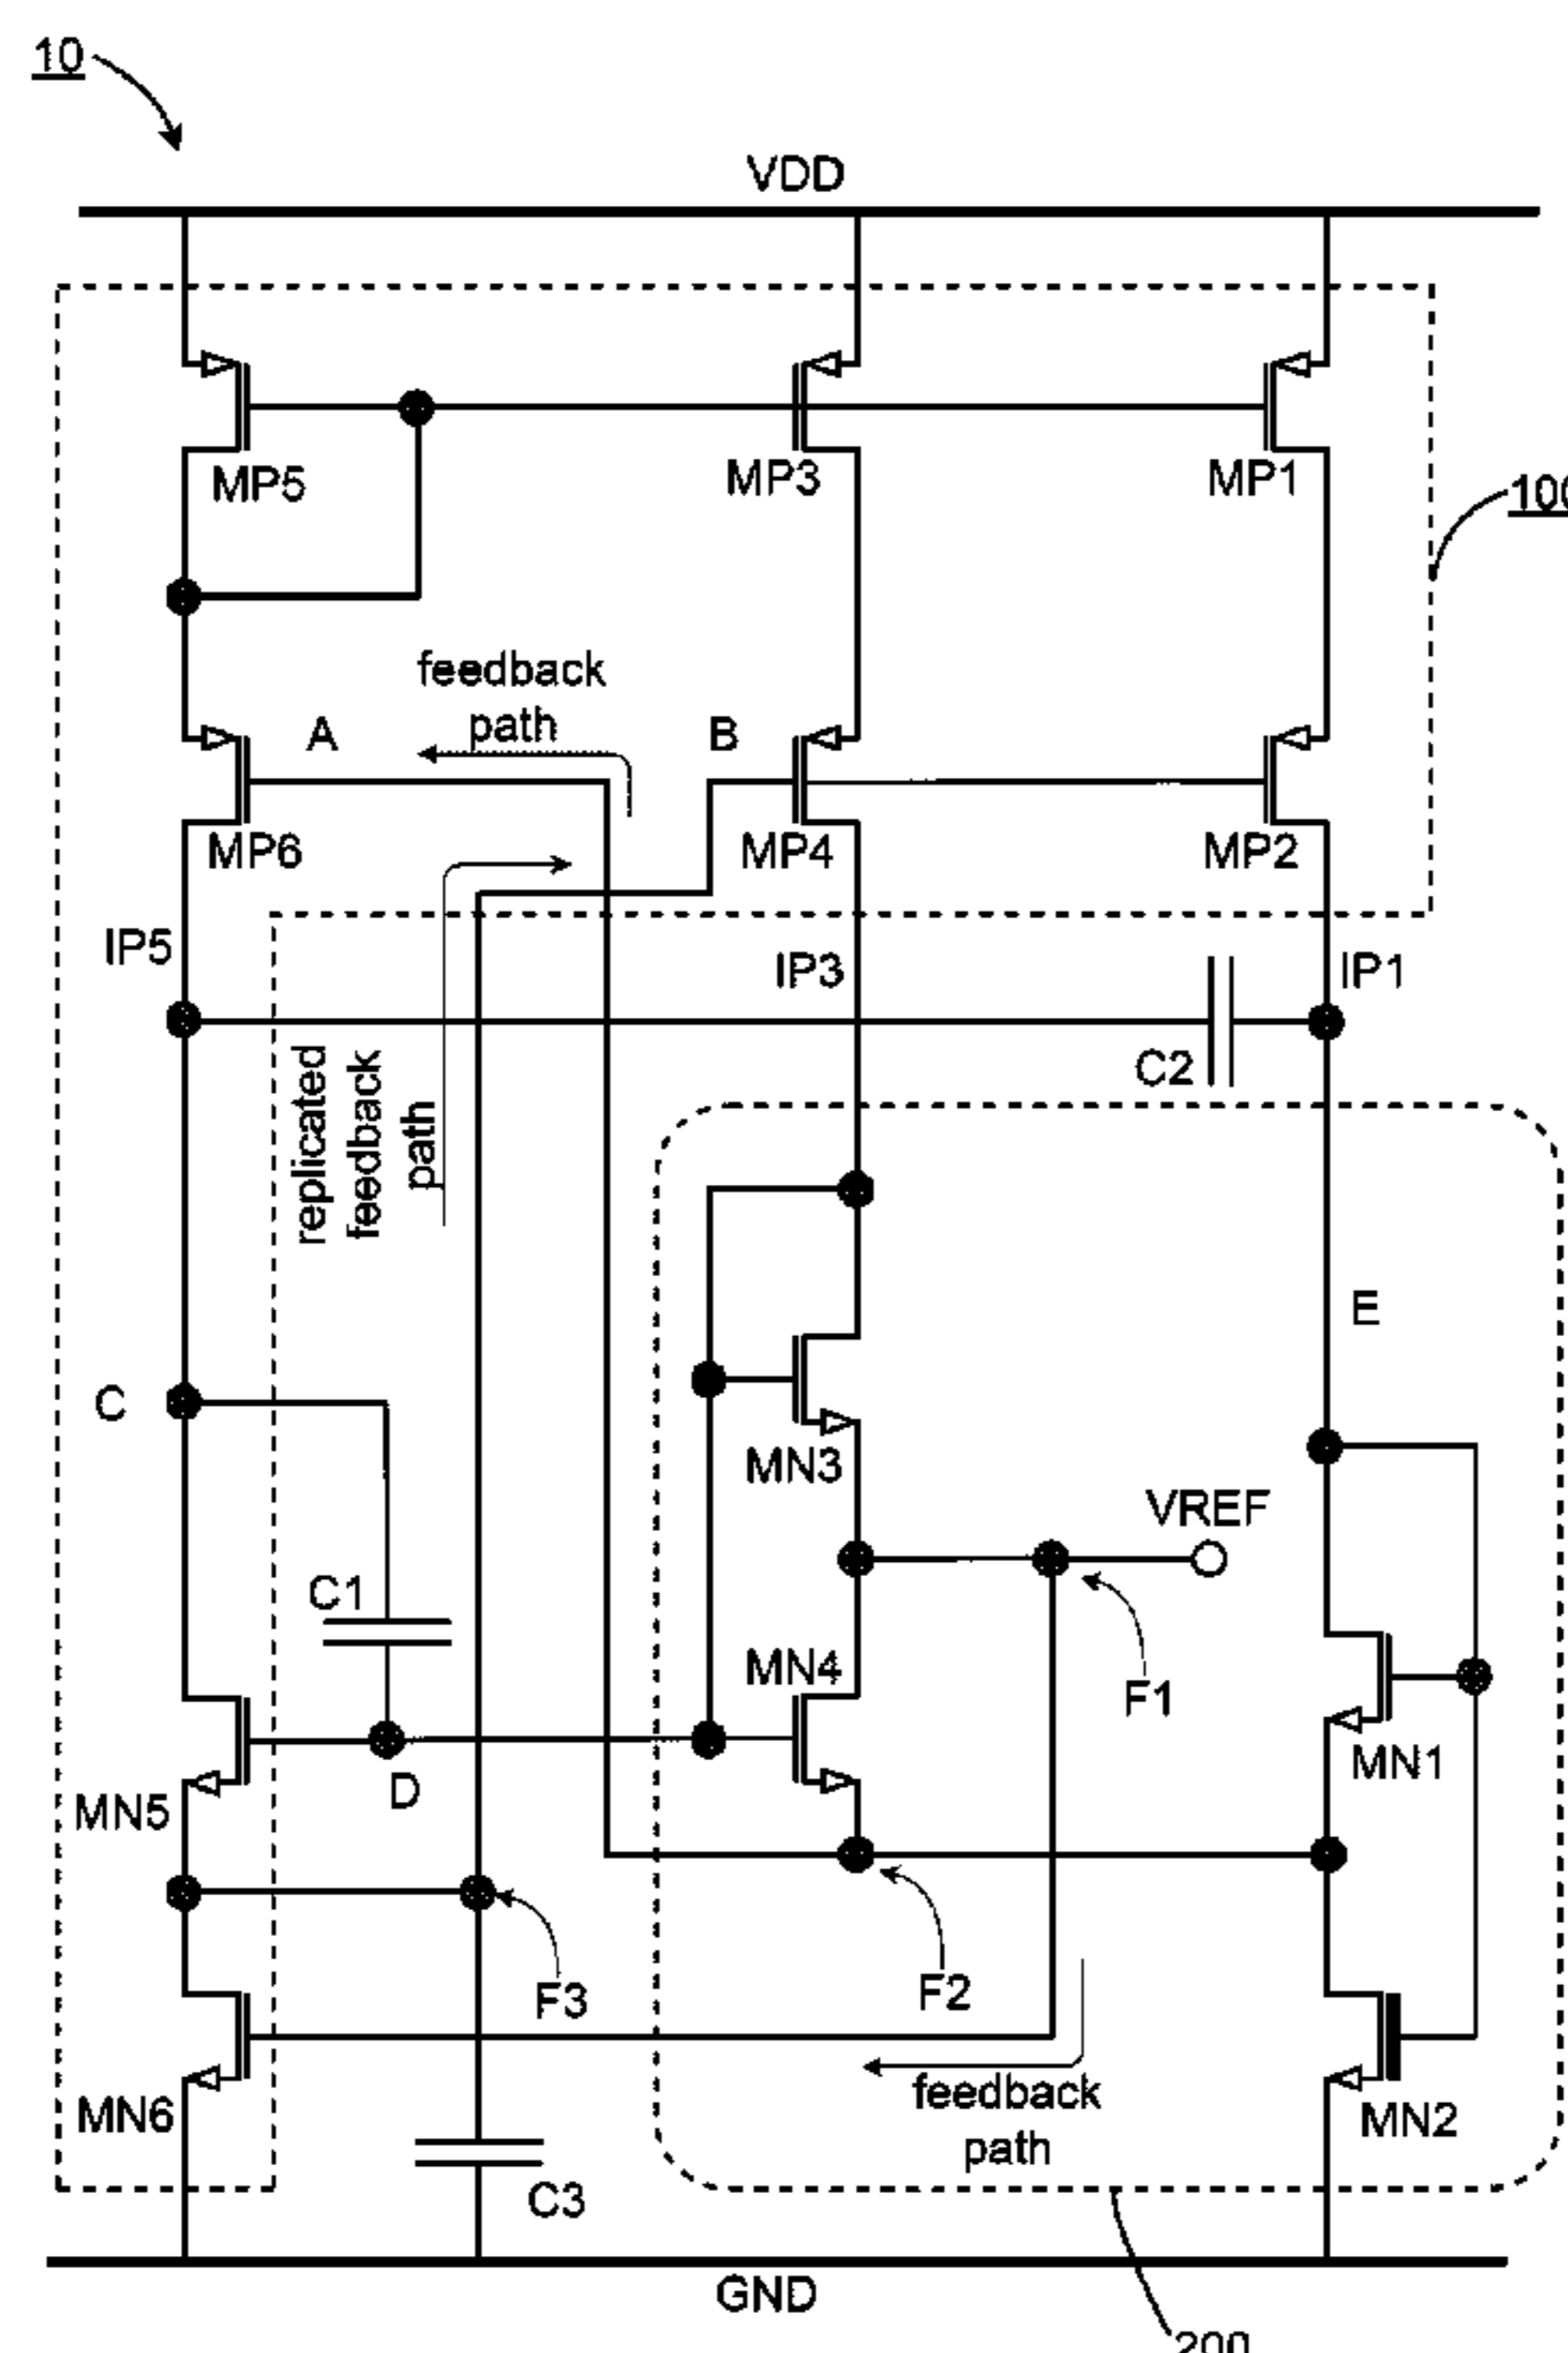 10
VDD
MP5
MP3
MP1
feedback
path
A
B
MP6
MP4
MP2
IP5
IP3
IP1
C2
replicated
feedback
path
E
C
MN3
VREF
C1
MN4
F1
D
MN1
MN5
F3
F2
feedback
path
MN6
MN2
C3
GND
200